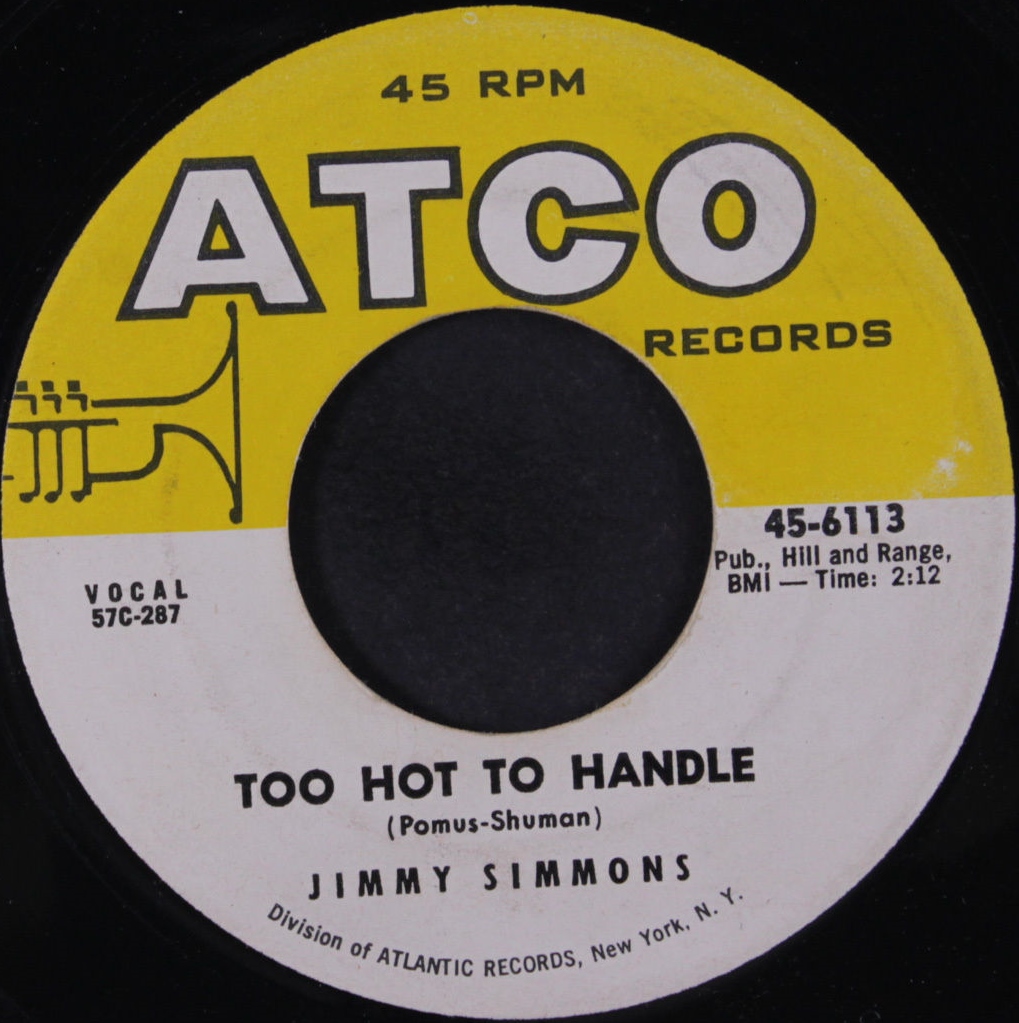 45 RPM
ATCO
RECORDS
45-6113
Pub., Hill and Range,
BMI — Time: 2:12
VOCAL
57C-287
TOO HOT TO HANDLE
(Pomus-Shuman)
JIMMY SIMMONS
Division of ATLANTIC RECORDS, New York, N. Y.